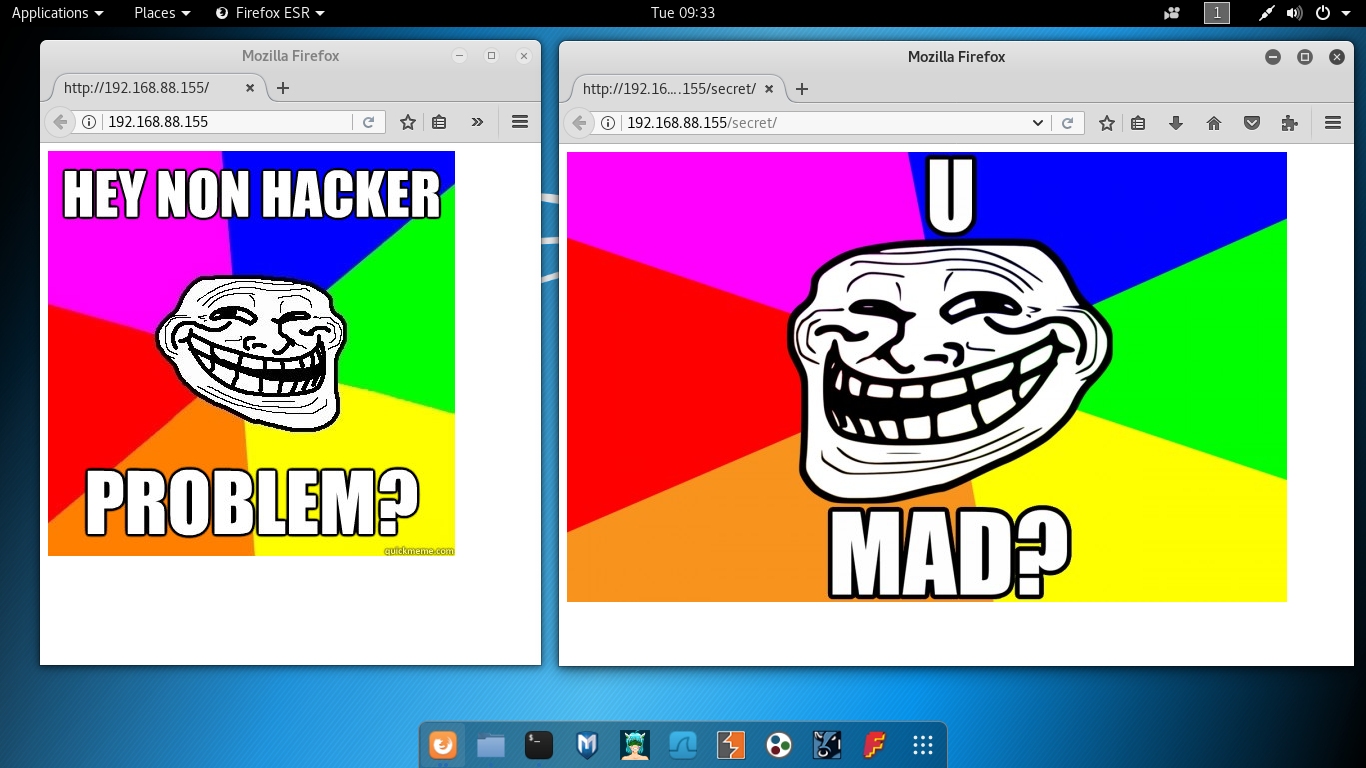 Applications Places Firefox ESR Tue 09:33 1
Mozilla Firefox
http://192.168.88.155/
192.168.88.155
HEY NON HACKER
PROBLEM?
quickmeme.com
Mozilla Firefox
http://192.16… .155/secret/
192.168.88.155/secret/
U
MAD?